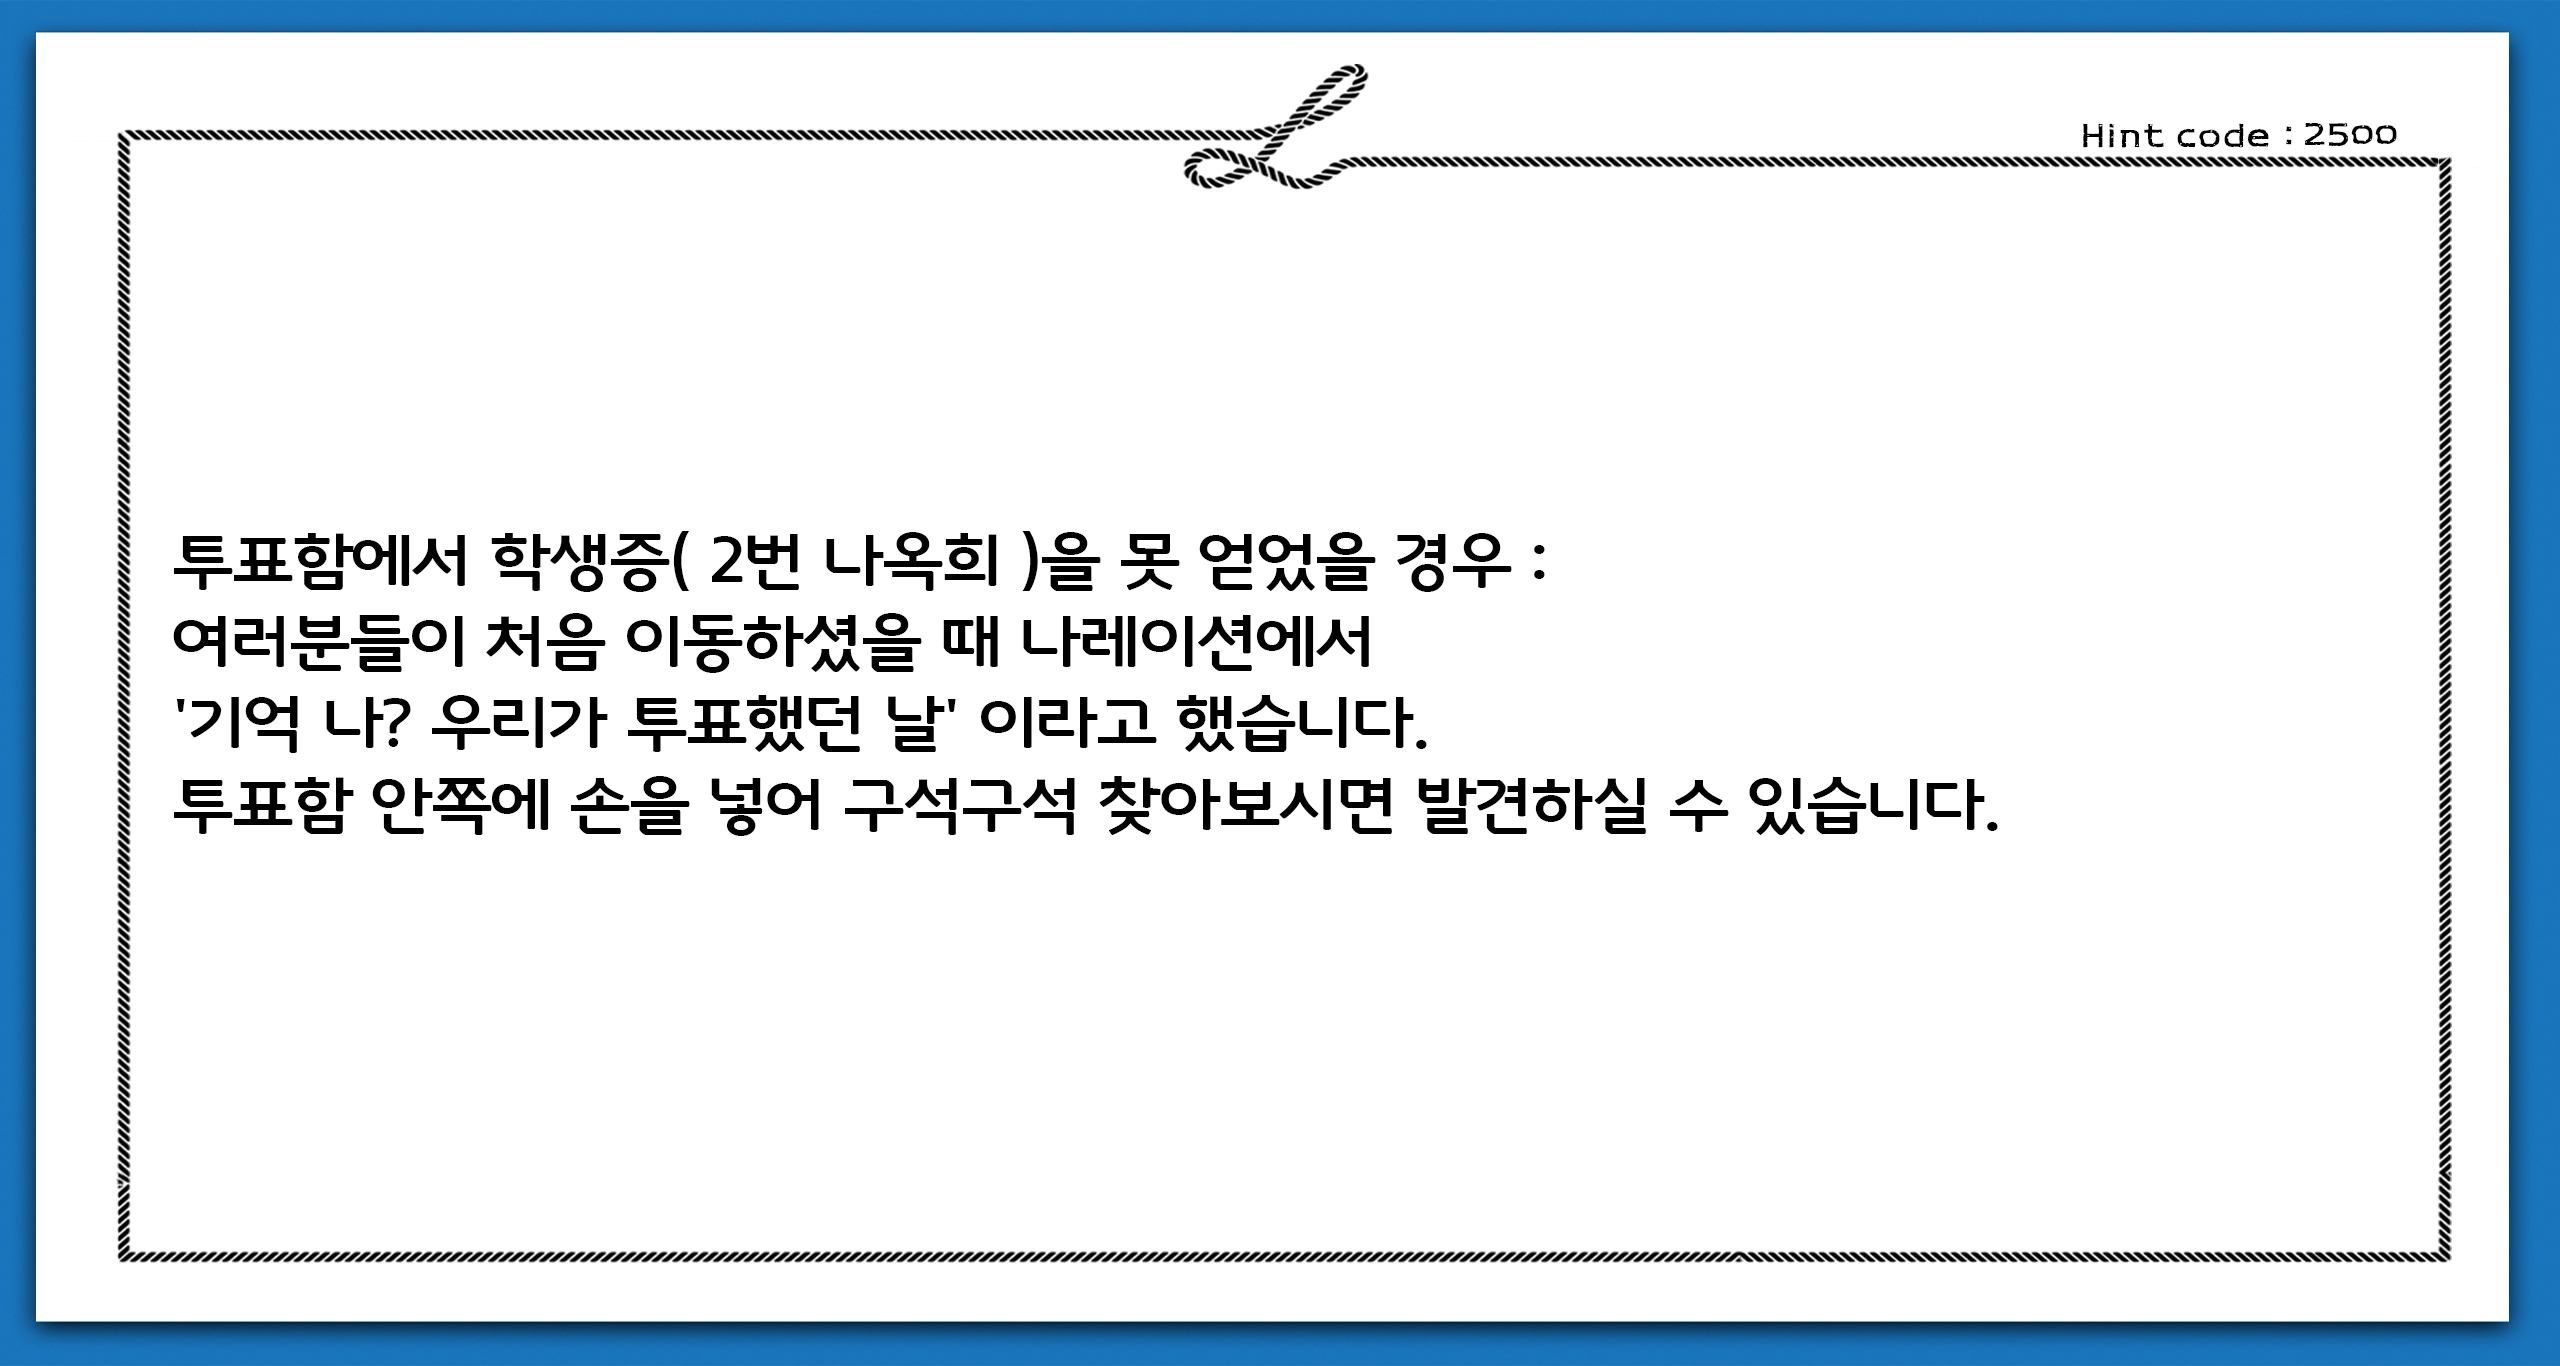 Hint code : 2500
투표함에서 학생증( 2번 나옥희 )을 못 얻었을 경우 :
여러분들이 처음 이동하셨을 때 나레이션에서
'기억 나? 우리가 투표했던 날' 이라고 했습니다.
투표함 안쪽에 손을 넣어 구석구석 찾아보시면 발견하실 수 있습니다.